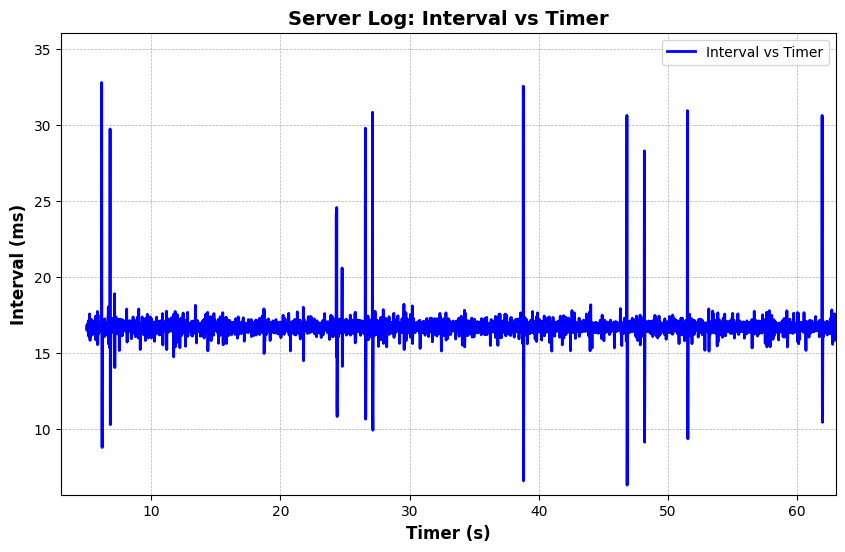 Server Log: Interval vs Timer
Interval vs Timer
35
30
25
20
15
10
Interval (ms)
10 20 30 40 50 60
Timer (s)